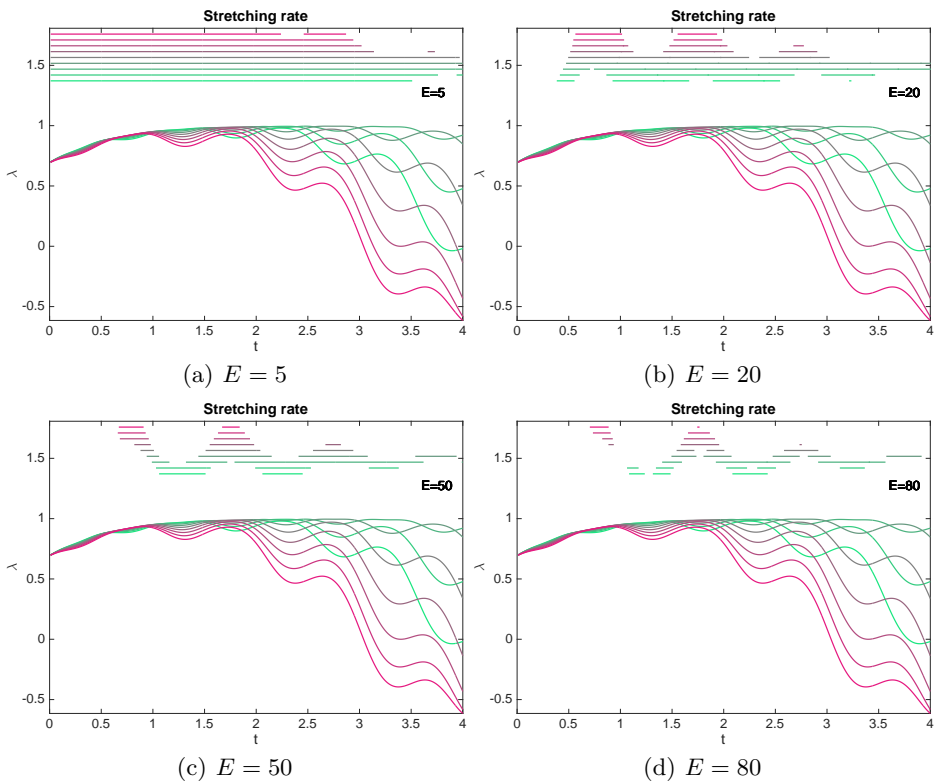 Stretching rate
1.5
1
0.5
0
-0.5
λ
E=5
0 0.5 1 1.5 2 2.5 3 3.5 4
t
(a) E = 5
Stretching rate
1.5
1
0.5
0
-0.5
λ
E=20
0 0.5 1 1.5 2 2.5 3 3.5 4
t
(b) E = 20
Stretching rate
1.5
1
0.5
0
-0.5
λ
E=50
0 0.5 1 1.5 2 2.5 3 3.5 4
t
(c) E = 50
Stretching rate
1.5
1
0.5
0
-0.5
λ
E=80
0 0.5 1 1.5 2 2.5 3 3.5 4
t
(d) E = 80